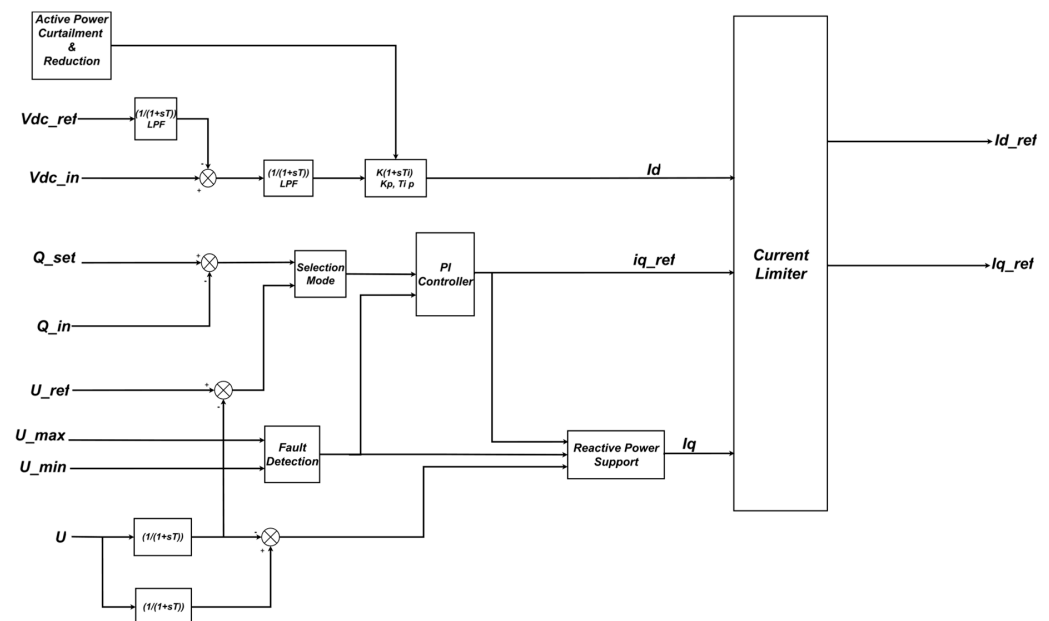 Active Power
Curtailment
&
Reduction
Vdc_ref
(1/(1+sT))
LPF
-
Id_ref
Vdc_in
+
(1/(1+sT))
LPF
K(1+sTi)
Kp, Ti p
Id
Q_set
+
-
Selection
Mode
PI
Controller
iq_ref
Current
Limiter
Iq_ref
Q_in
U_ref
+
-
U_max
U_min
Fault
Detection
Reactive Power
Support
Iq
U
(1/(1+sT))
-
+
(1/(1+sT))